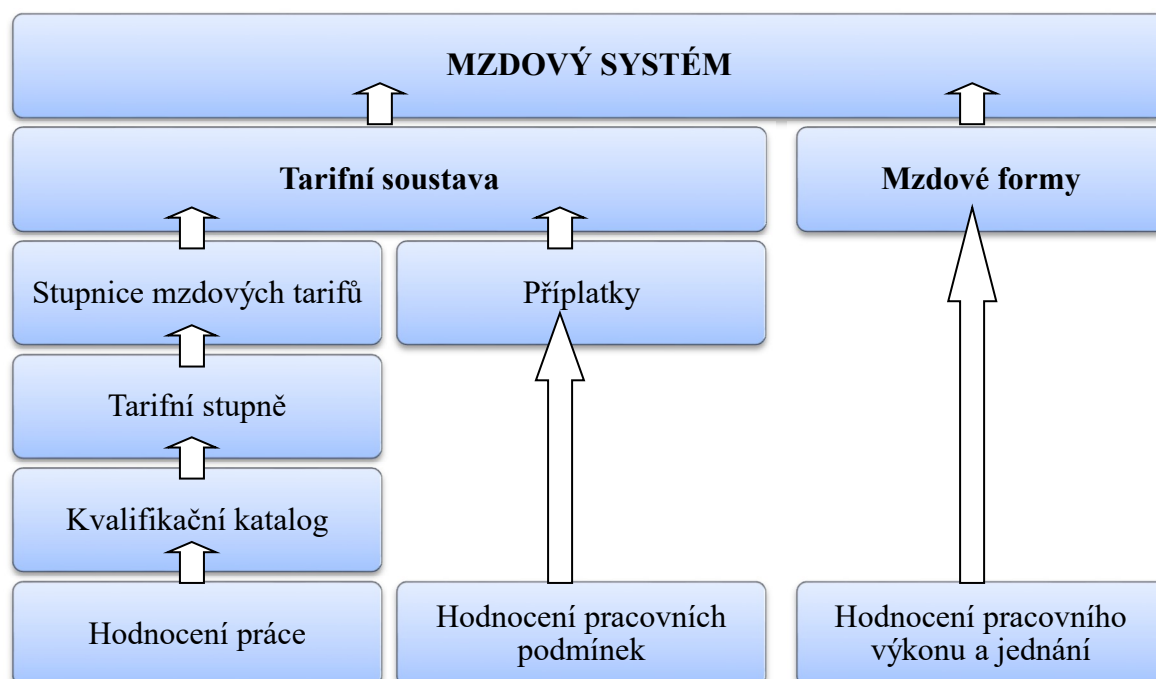 MZDOVÝ SYSTÉM
Tarifní soustava
Mzdové formy
Stupnice mzdových tarifů
Příplatky
Tarifní stupně
Kvalifikační katalog
Hodnocení práce
Hodnocení pracovních
podmínek
Hodnocení pracovního
výkonu a jednání